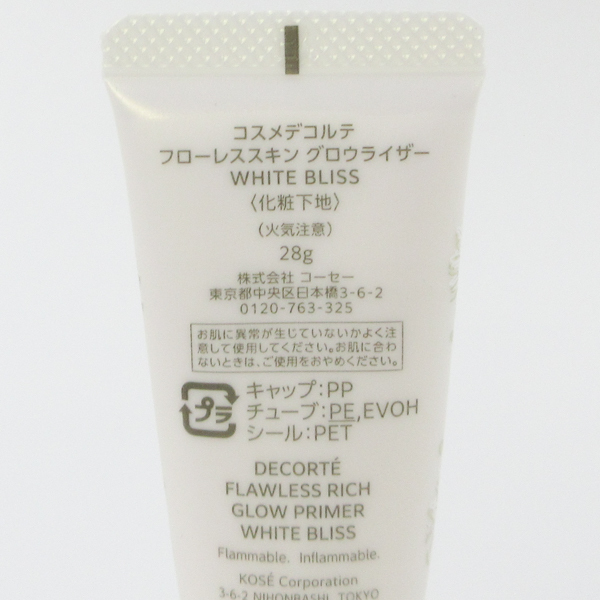 コスメデコルテ
フローレススキン グロウライザー
WHITE BLISS
〈化粧下地〉
(火気注意)
28g
株式会社 コーセー
東京都中央区日本橋3-6-2
0120-763-325
お肌に異常が生じていないかよく注
意して使用してください。お肌に合わ
ないときは、ご使用をおやめください。
プラ
キャップ:PP
チューブ:PE,EVOH
シール:PET
DECORTÉ
FLAWLESS RICH
GLOW PRIMER
WHITE BLISS
Flammable. Inflammable.
KOSÉ Corporation
3-6-2 NIHONBASHI, TOKYO